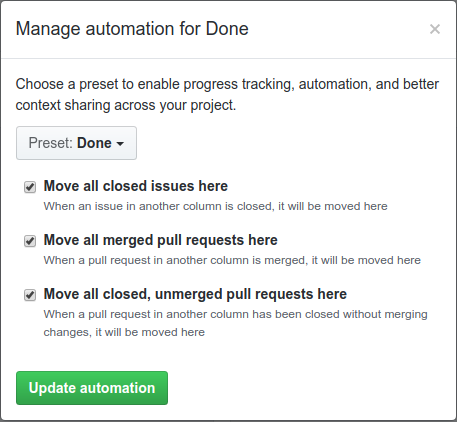 Manage automation for Done
×
Choose a preset to enable progress tracking, automation, and better
context sharing across your project.
Preset: Done
Move all closed issues here
When an issue in another column is closed, it will be moved here
Move all merged pull requests here
When a pull request in another column is merged, it will be moved here
Move all closed, unmerged pull requests here
When a pull request in another column has been closed without merging
changes, it will be moved here
Update automation